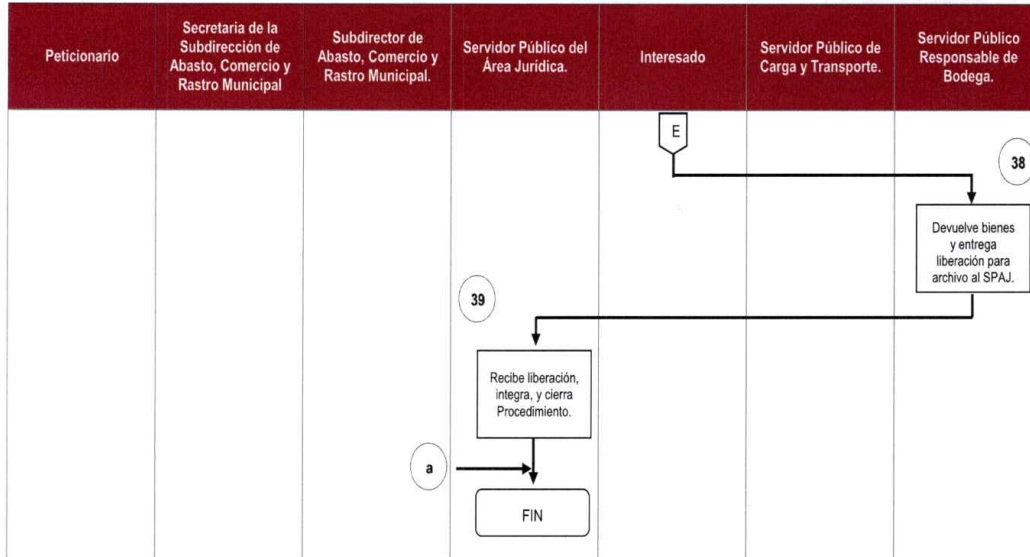 Peticionario
Secretaria de la
Subdirección de
Abasto, Comercio y
Rastro Municipal
Subdirector de
Abasto, Comercio y
Rastro Municipal.
Servidor Público del
Área Jurídica.
Interesado
Servidor Público de
Carga y Transporte.
Servidor Público
Responsable de
Bodega.
E
38
Devuelve bienes
y entrega
liberación para
archivo al SPAJ.
39
Recibe liberación,
integra, y cierra
Procedimiento.
a
FIN